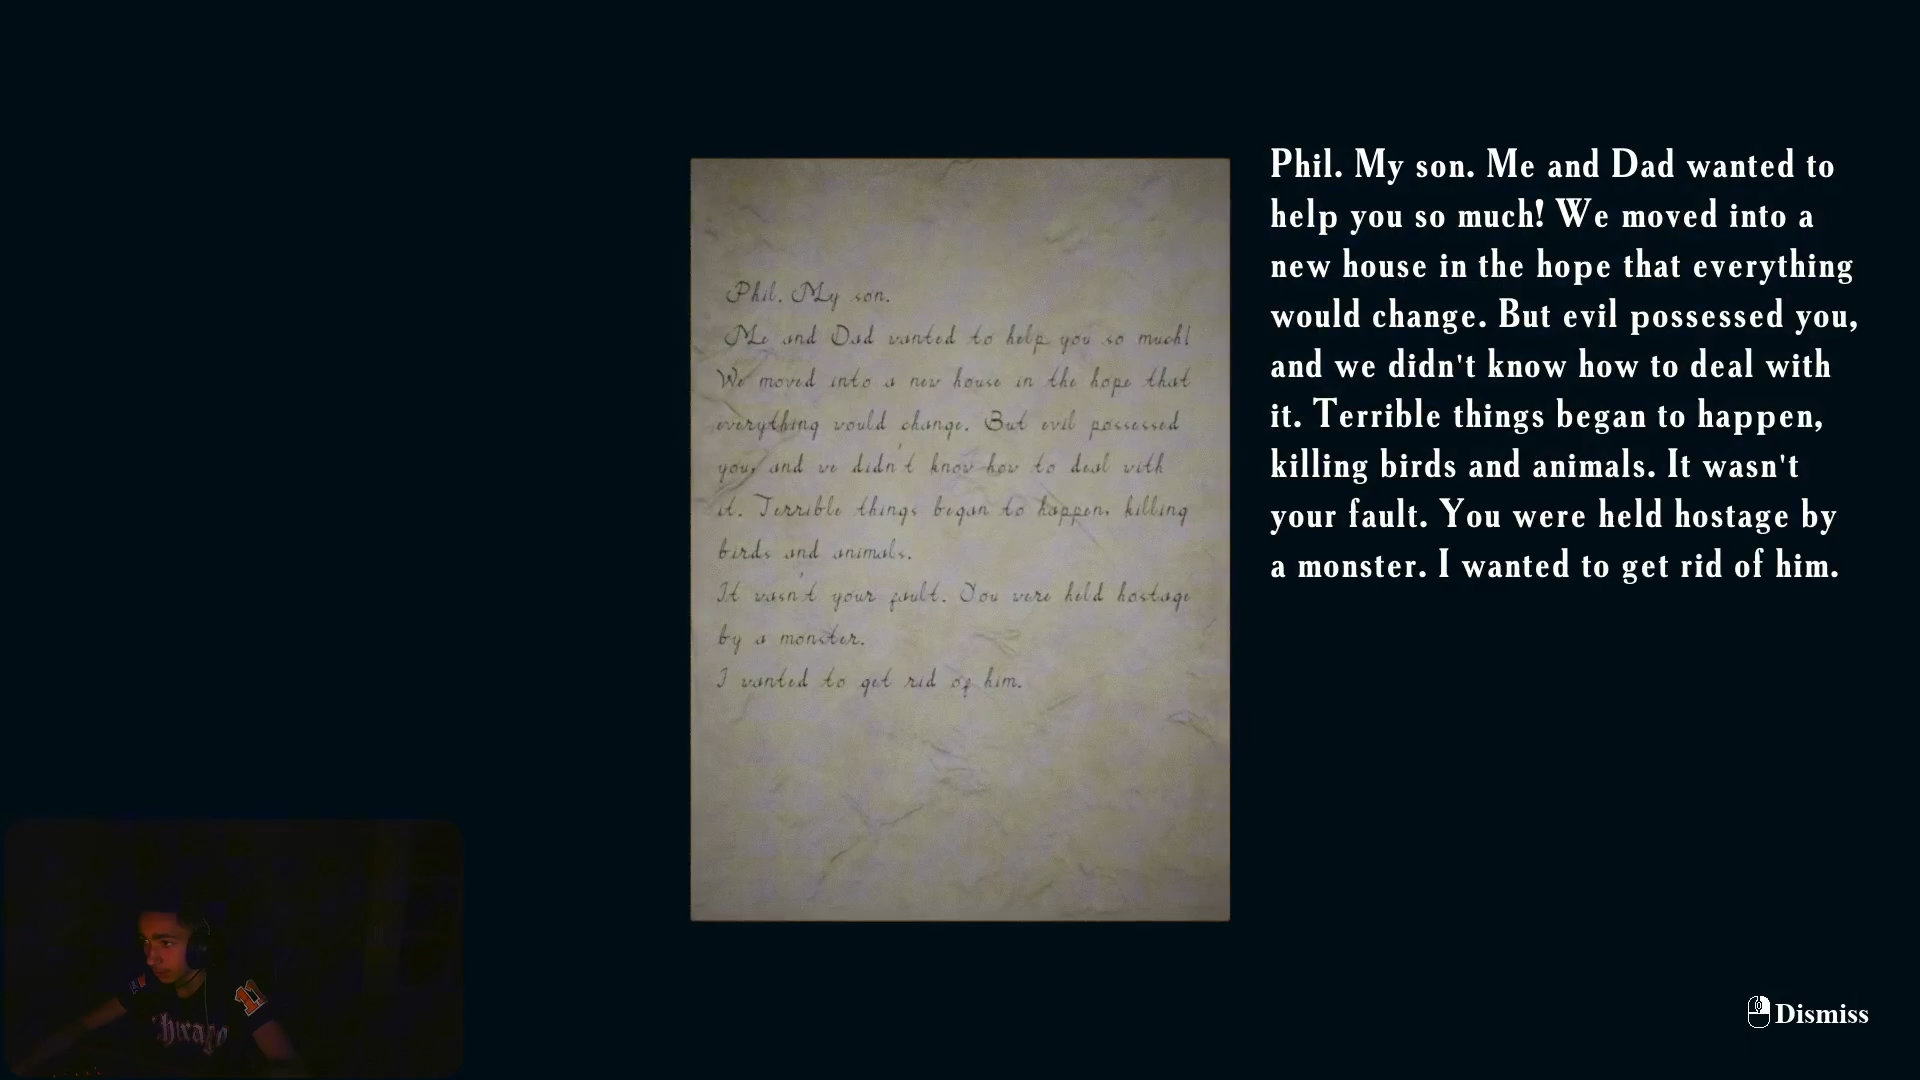 Phil. My son.
Me and Dad wanted to help you so much!
We moved into a new house in the hope that
everything would change. But evil possessed
you, and we didn't know how to deal with
it. Terrible things began to happen, killing
birds and animals.
It wasn't your fault. You were held hostage
by a monster.
I wanted to get rid of him.
Phil. My son. Me and Dad wanted to
help you so much! We moved into a
new house in the hope that everything
would change. But evil possessed you,
and we didn't know how to deal with
it. Terrible things began to happen,
killing birds and animals. It wasn't
your fault. You were held hostage by
a monster. I wanted to get rid of him.
Chicago
11
Dismiss